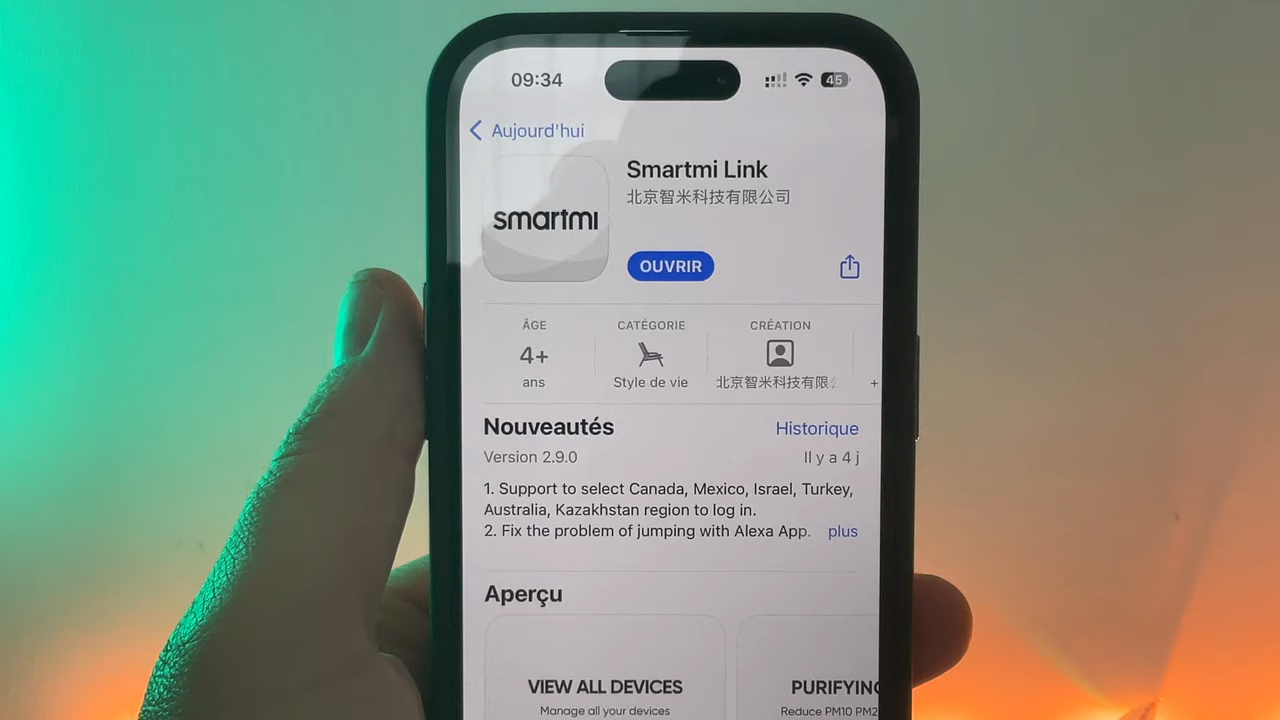 09:34
45
Aujourd'hui
smartmi
Smartmi Link
北京智米科技有限公司
OUVRIR
ÂGE
4+
ans
CATÉGORIE
Style de vie
CRÉATION
北京智米科技有限
+
Nouveautés
Historique
Version 2.9.0
Il y a 4 j
1. Support to select Canada, Mexico, Israel, Turkey,
Australia, Kazakhstan region to log in.
2. Fix the problem of jumping with Alexa App. plus
Aperçu
VIEW ALL DEVICES
Manage all your devices
PURIFYING
Reduce PM10 PM2